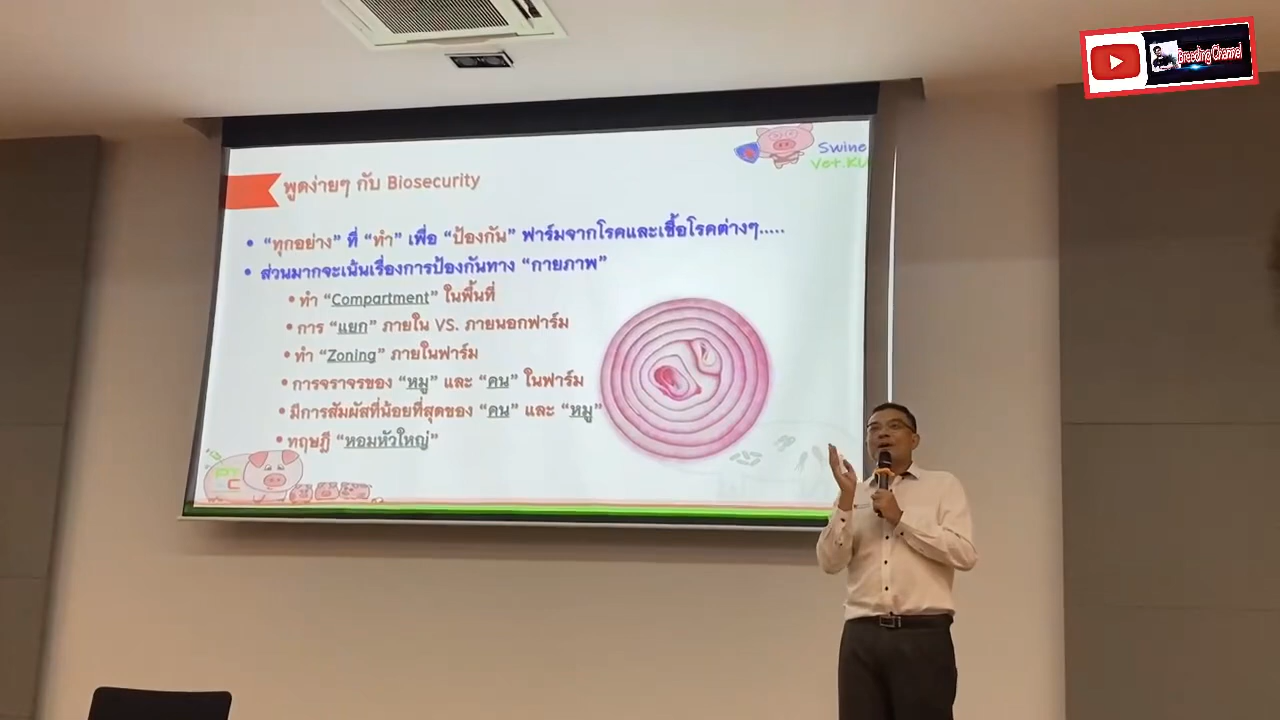 Breeding Channel
Swine
Vet.KU
พูดง่ายๆ กับ Biosecurity
• “ทุกอย่าง” ที่ “ทำ” เพื่อ “ป้องกัน” ฟาร์มจากโรคและเชื้อโรคต่างๆ.....
• ส่วนมากจะเน้นเรื่องการป้องกันทาง “กายภาพ”
• ทำ “Compartment” ในพื้นที่
• การ “แยก” ภายใน VS. ภายนอกฟาร์ม
• ทำ “Zoning” ภายในฟาร์ม
• การจราจรของ “หมู” และ “คน” ในฟาร์ม
• มีการสัมผัสที่น้อยที่สุดของ “คน” และ “หมู”
• ทฤษฎี “หอมหัวใหญ่”